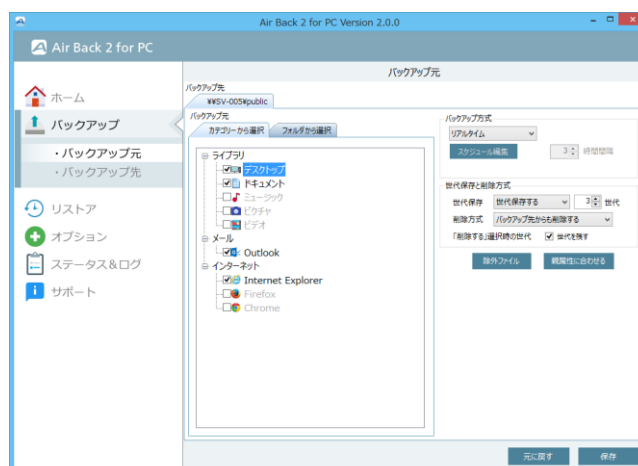 Air Back 2 for PC Version 2.0.0
Air Back 2 for PC
ホーム
バックアップ
・バックアップ元
・バックアップ先
リストア
オプション
ステータス&ログ
サポート
バックアップ元
バックアップ先
¥¥SV-005¥public
バックアップ元
カテゴリーから選択 フォルダから選択
ライブラリ
デスクトップ
ドキュメント
ミュージック
ピクチャ
ビデオ
メール
Outlook
インターネット
Internet Explorer
Firefox
Chrome
バックアップ方式
リアルタイム
スケジュール編集 3 時間間隔
世代保存と削除方式
世代保存 世代保存する 3 世代
削除方式 バックアップ先からも削除する
「削除する」選択時の世代 世代を残す
除外ファイル 親属性に合わせる
元に戻す 保存